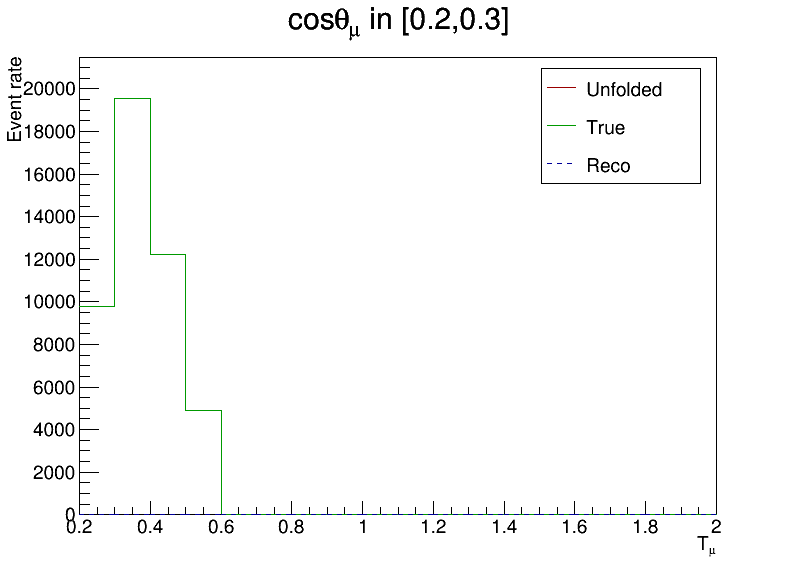 cosθμ in [0.2,0.3]
Event rate
Unfolded
True
Reco
20000
18000
16000
14000
12000
10000
8000
6000
4000
2000
0
0.2 0.4 0.6 0.8 1 1.2 1.4 1.6 1.8 2
Tμ